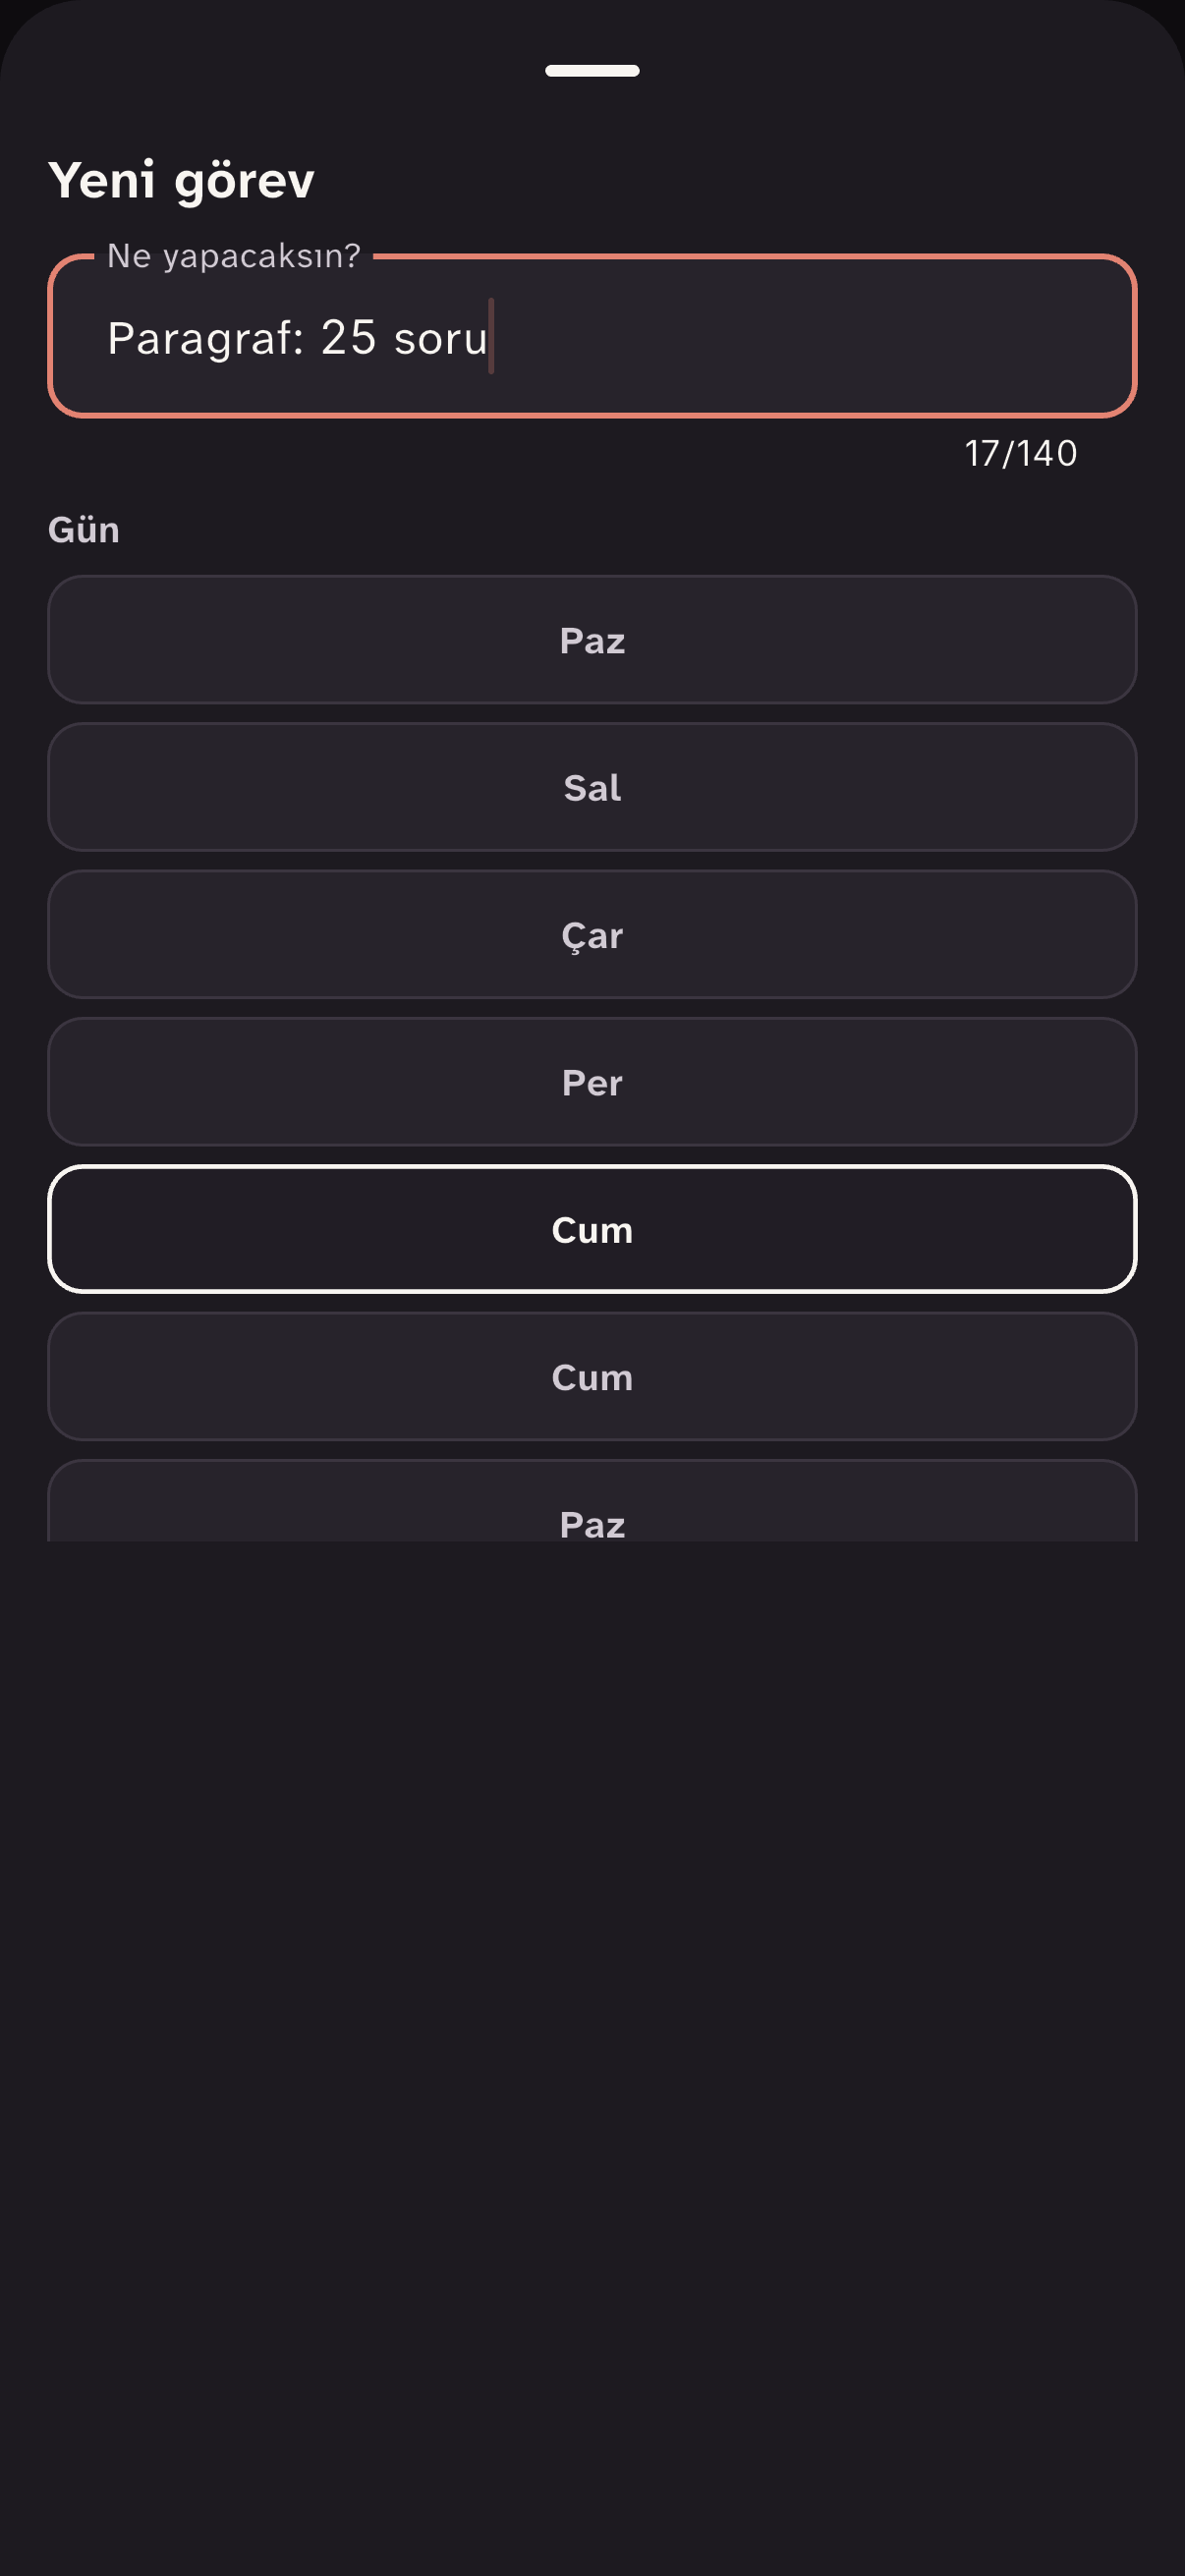 Yeni görev
Ne yapacaksın?
Paragraf: 25 soru
17/140
Gün
Paz
Sal
Çar
Per
Cum
Cum
Paz